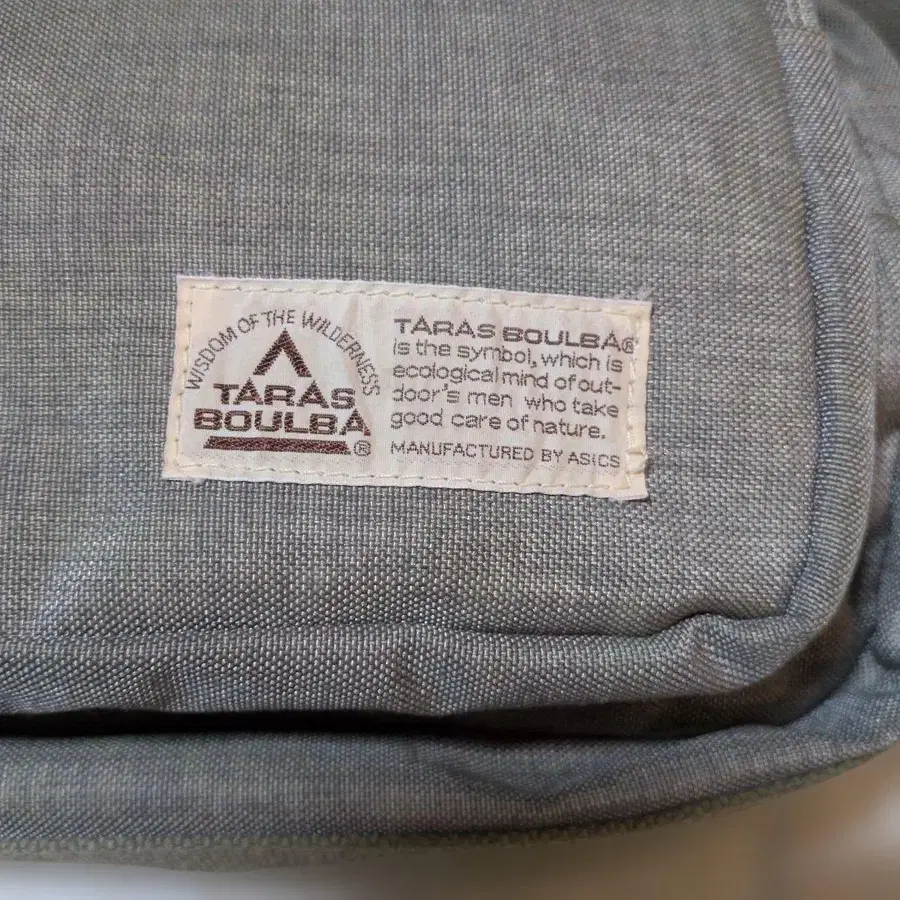 WISDOM OF THE WILDERNESS
TARAS
BOULBA
®
TARAS BOULBA®
is the symbol, which is
ecological mind of out-
door's men who take
good care of nature.
MANUFACTURED BY ASICS